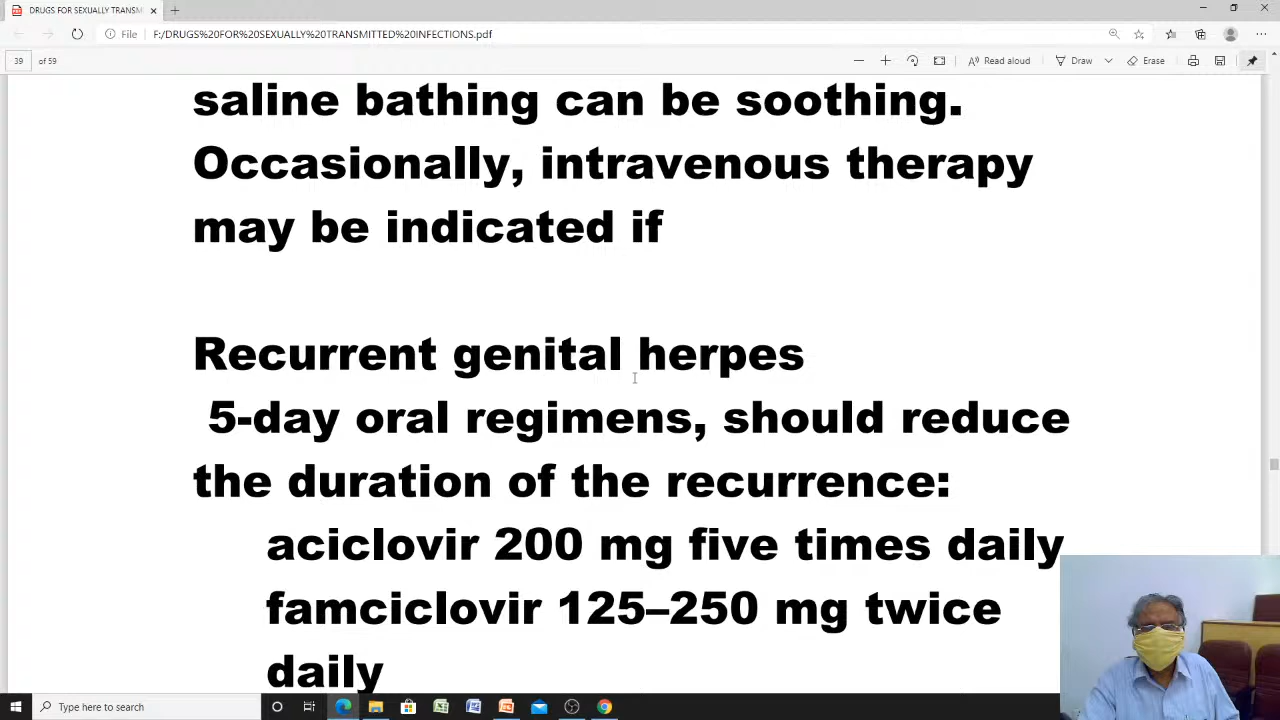 DRUGS FOR SEXUALLY TRANSM
File
F:/DRUGS%20FOR%20SEXUALLY%20TRANSMITTED%20INFECTIONS.pdf
39 of 59
Read aloud
Draw
Erase
saline bathing can be soothing.
Occasionally, intravenous therapy
may be indicated if
Recurrent genital herpes
5-day oral regimens, should reduce
the duration of the recurrence:
aciclovir 200 mg five times daily
famciclovir 125–250 mg twice
daily
Type here to search